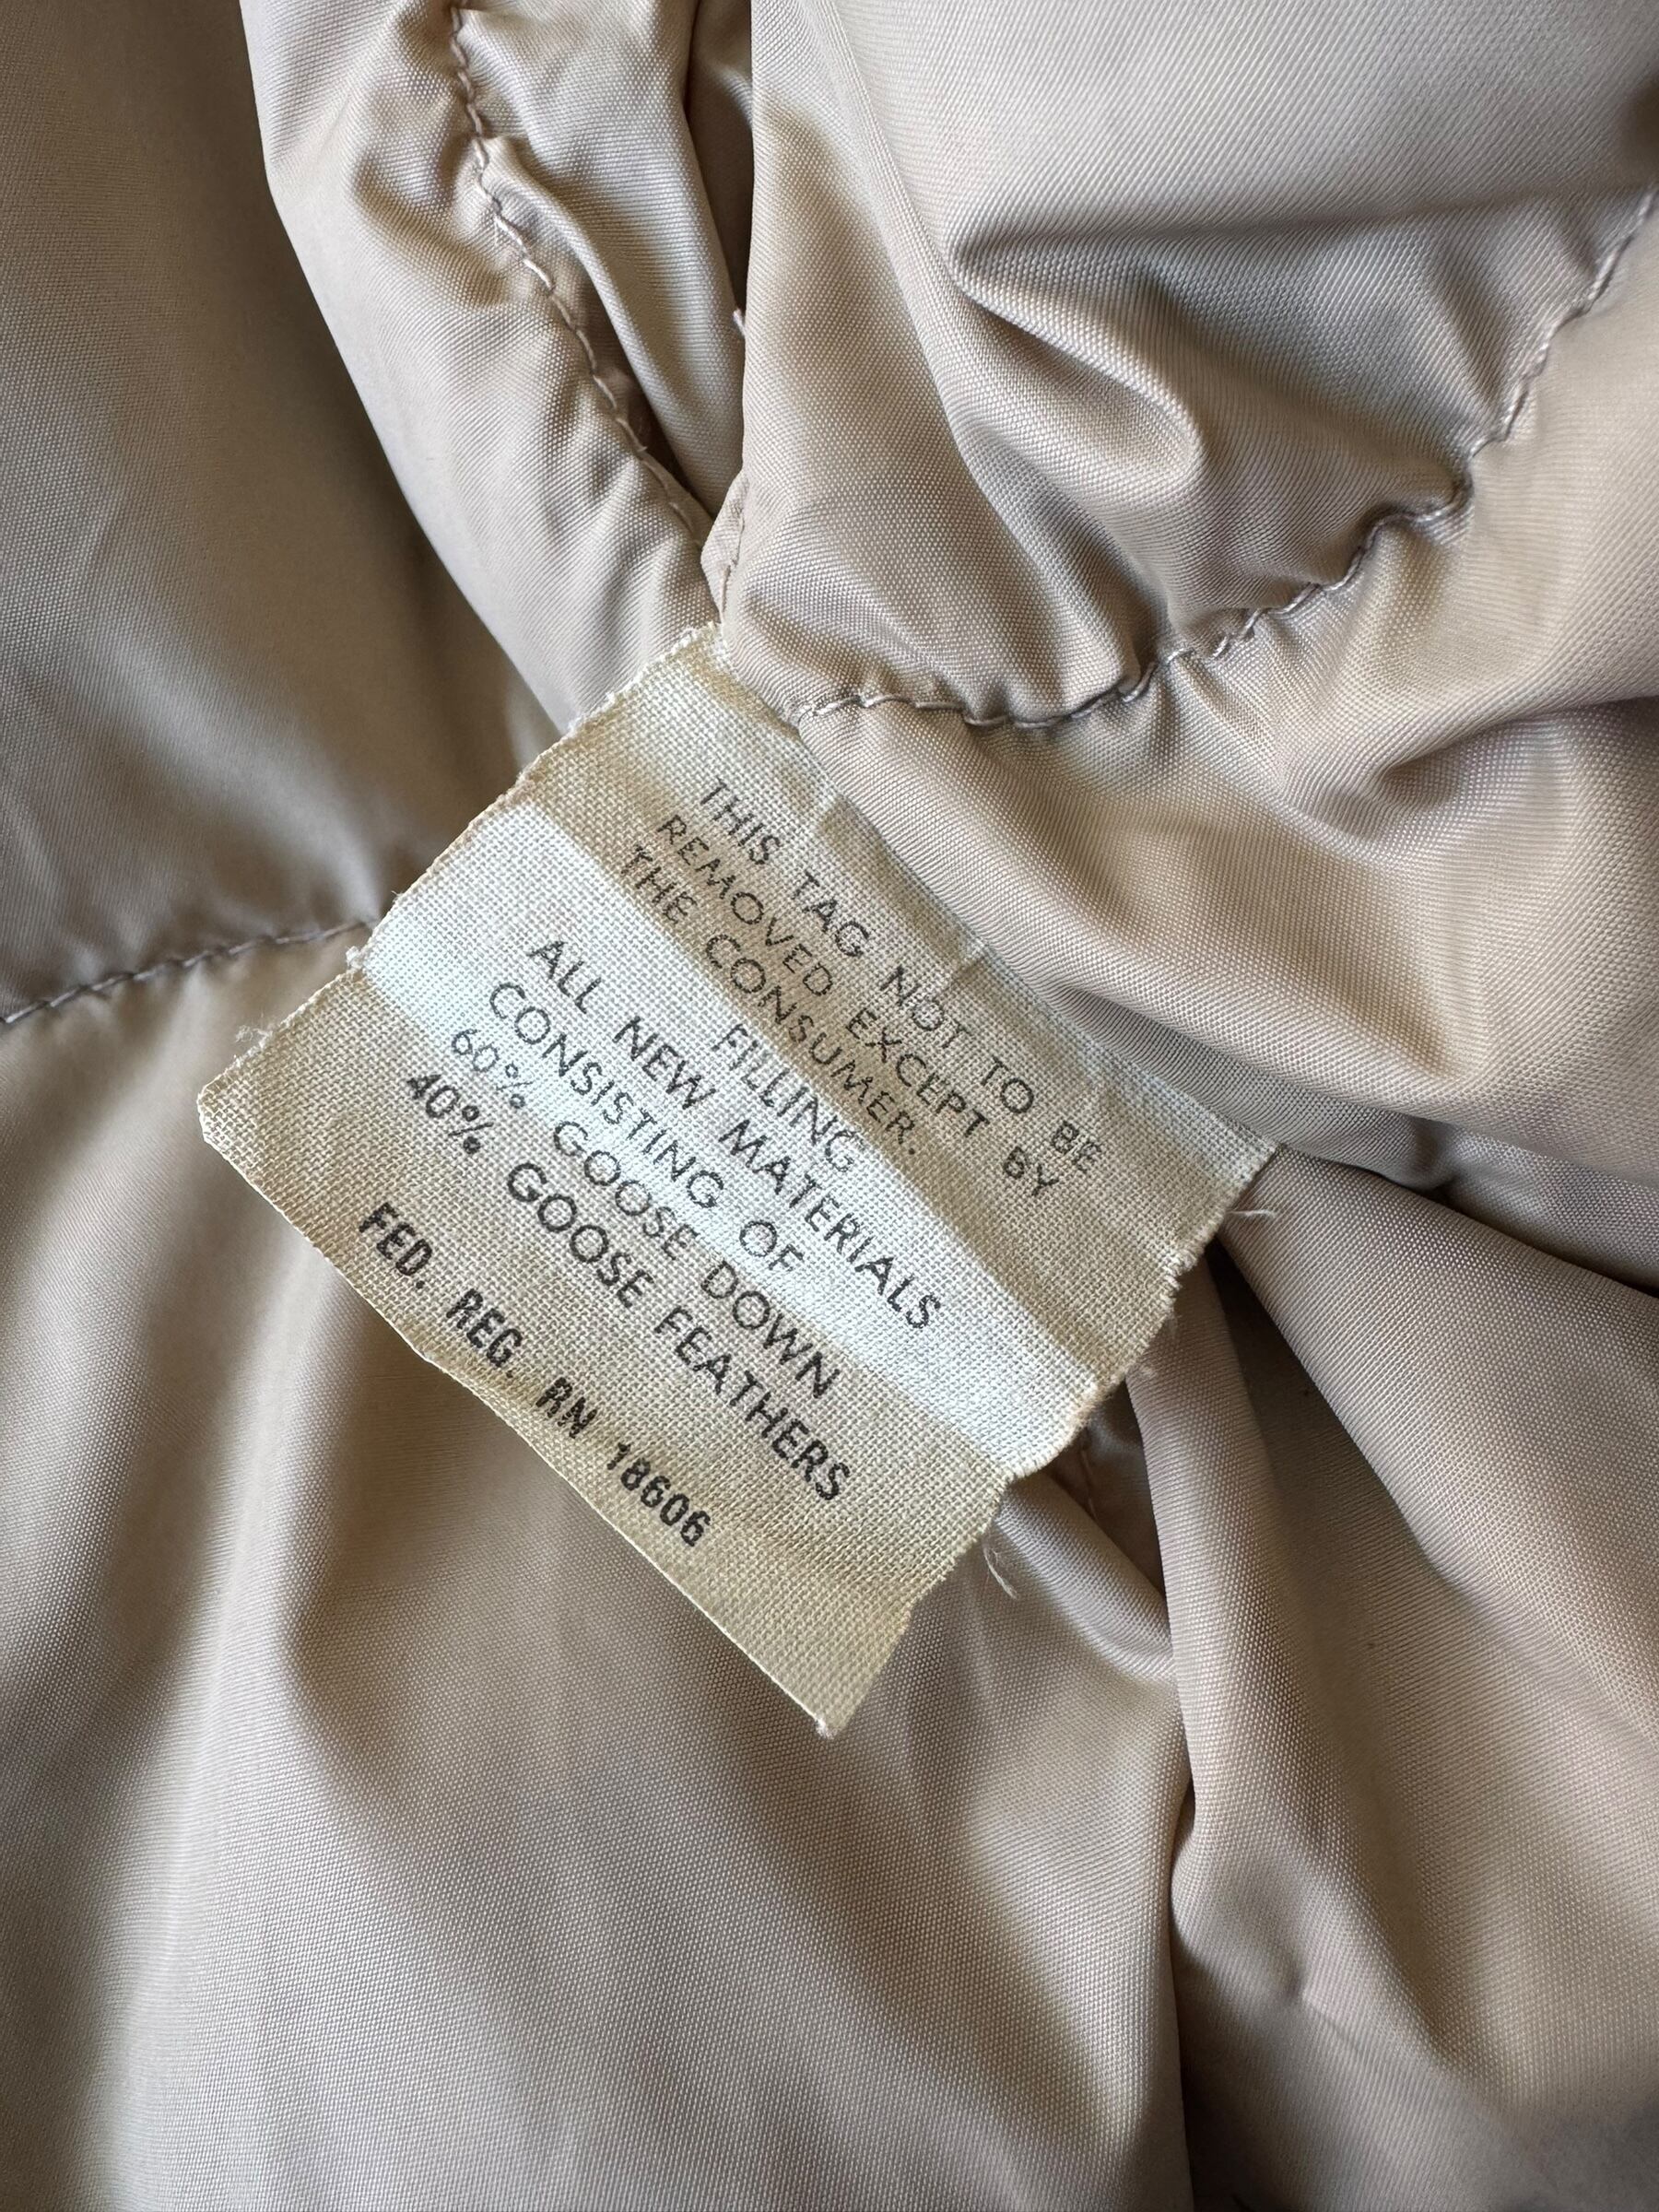 THIS TAG NOT TO BE
REMOVED EXCEPT BY
THE CONSUMER.
FILLING
ALL NEW MATERIALS
CONSISTING OF
60% GOOSE DOWN
40% GOOSE FEATHERS
FED. REG. RN 18606